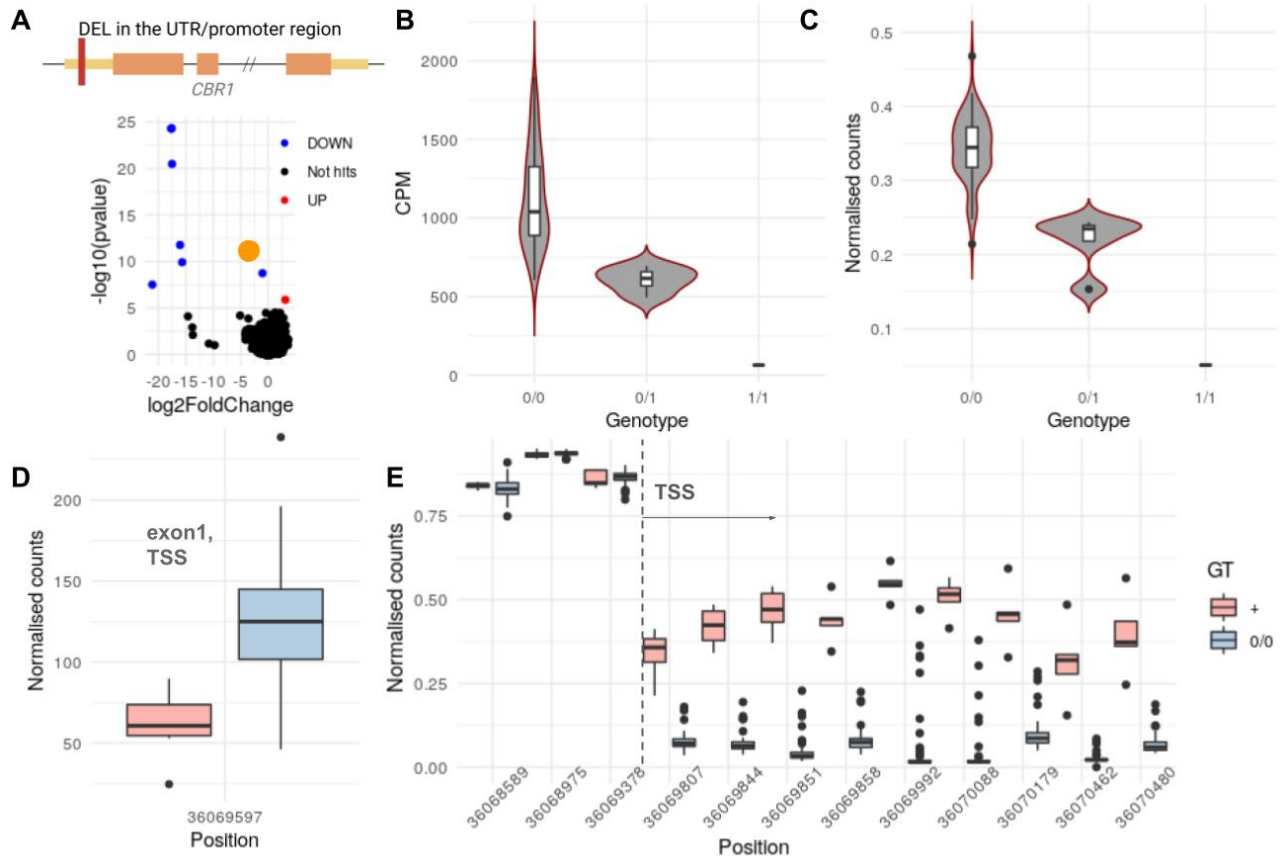 A
DEL in the UTR/promoter region
//
CBR1
-log10(pvalue)
25
20
15
10
5
0
DOWN
Not hits
UP
-20 -15 -10 -5 0
log2FoldChange
B
CPM
2000
1500
1000
500
0
0/0 0/1 1/1
Genotype
C
Normalised counts
0.5
0.4
0.3
0.2
0.1
0/0 0/1 1/1
Genotype
D
Normalised counts
200
150
100
50
exon1,
TSS
36069597
Position
E
Normalised counts
0.75
0.50
0.25
0.00
TSS
36068589 36068975 36069378 36069807 36069844 36069851 36069858 36069992 36070088 36070179 36070462 36070480
Position
GT
+
0/0